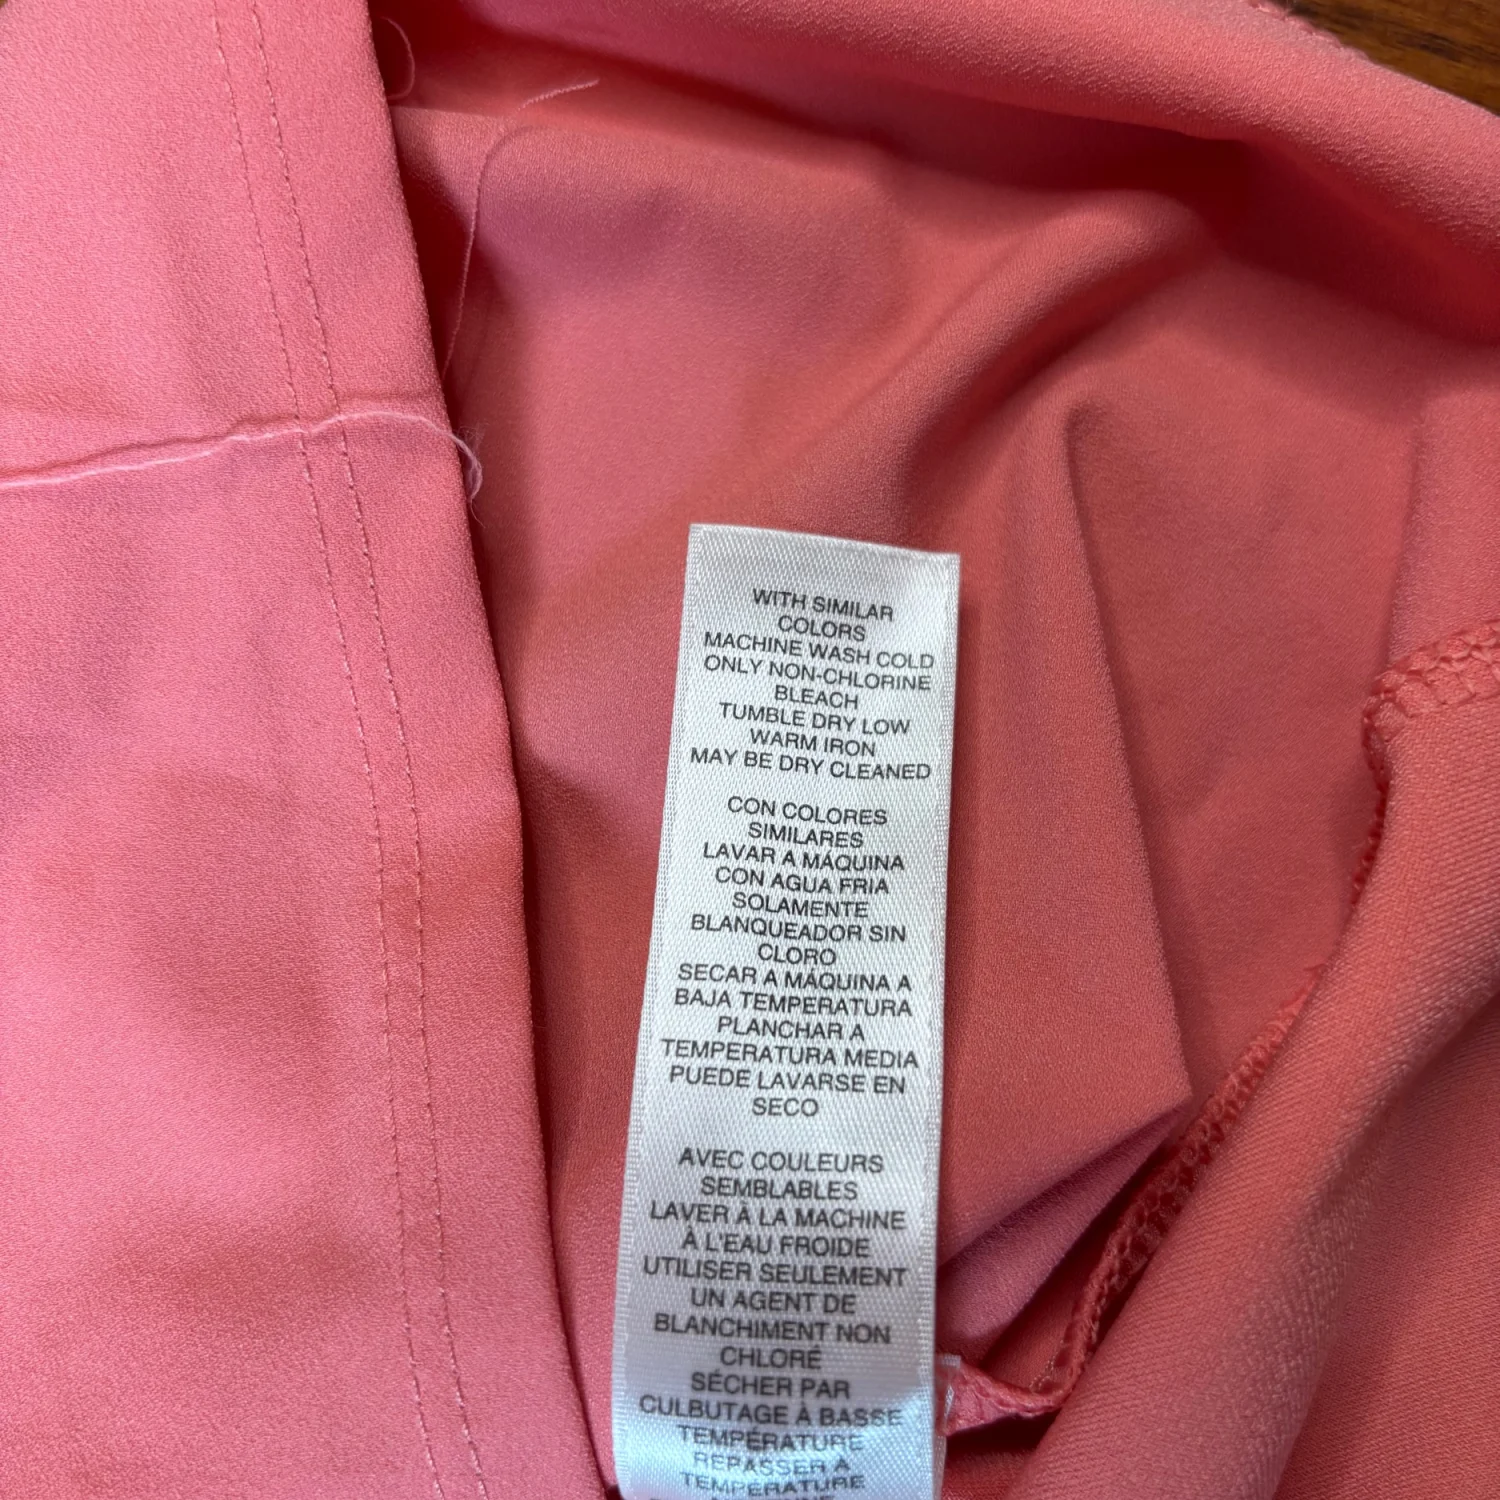 WITH SIMILAR
COLORS
MACHINE WASH COLD
ONLY NON-CHLORINE
BLEACH
TUMBLE DRY LOW
WARM IRON
MAY BE DRY CLEANED
CON COLORES
SIMILARES
LAVAR A MÁQUINA
CON AGUA FRIA
SOLAMENTE
BLANQUEADOR SIN
CLORO
SECAR A MÁQUINA A
BAJA TEMPERATURA
PLANCHAR A
TEMPERATURA MEDIA
PUEDE LAVARSE EN
SECO
AVEC COULEURS
SEMBLABLES
LAVER À LA MACHINE
À L'EAU FROIDE
UTILISER SEULEMENT
UN AGENT DE
BLANCHIMENT NON
CHLORÉ
SÉCHER PAR
CULBUTAGE À BASSE
TEMPÉRATURE
REPASSER A
TEMPÉRATURE